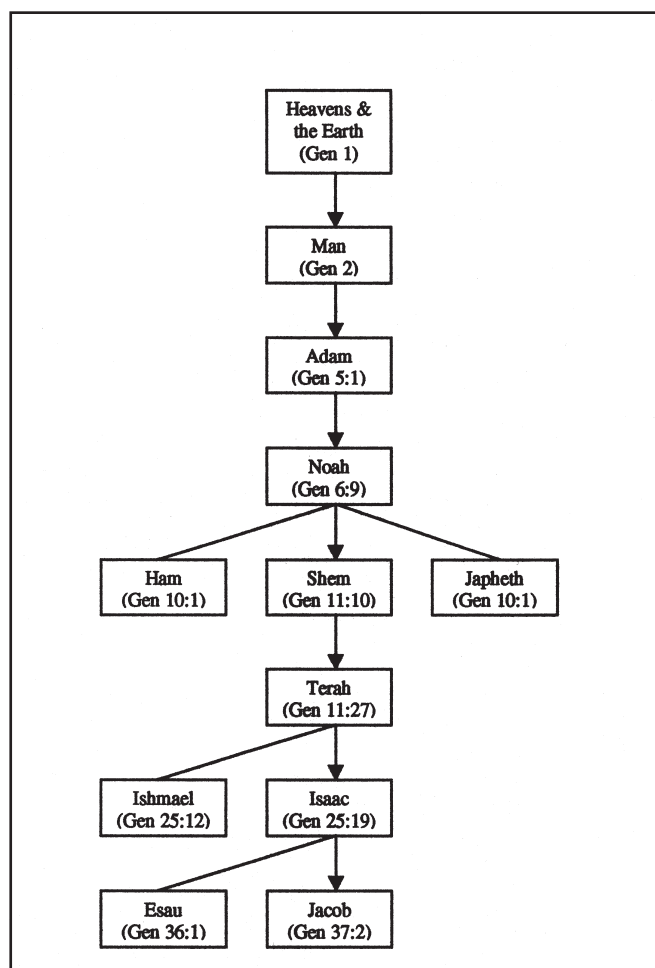 Heavens &
the Earth
(Gen 1)
Man
(Gen 2)
Adam
(Gen 5:1)
Noah
(Gen 6:9)
Ham
(Gen 10:1)
Shem
(Gen 11:10)
Japheth
(Gen 10:1)
Terah
(Gen 11:27)
Ishmael
(Gen 25:12)
Isaac
(Gen 25:19)
Esau
(Gen 36:1)
Jacob
(Gen 37:2)